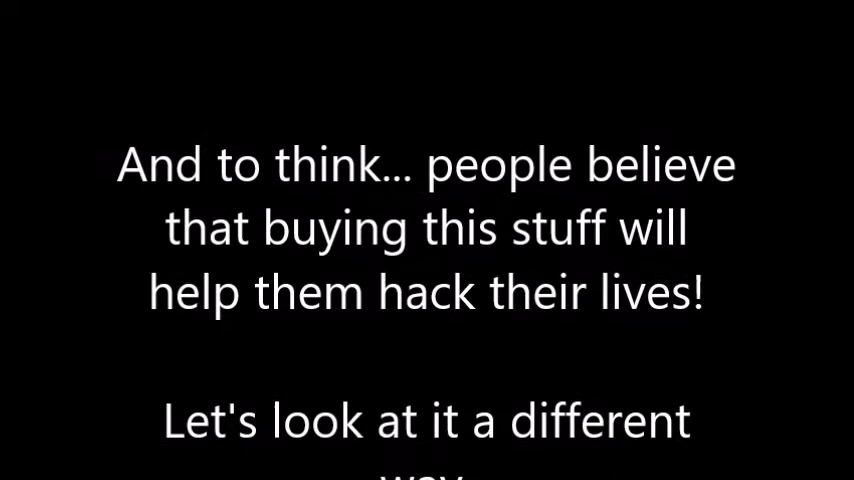 And to think... people believe
that buying this stuff will
help them hack their lives!
Let's look at it a different
way